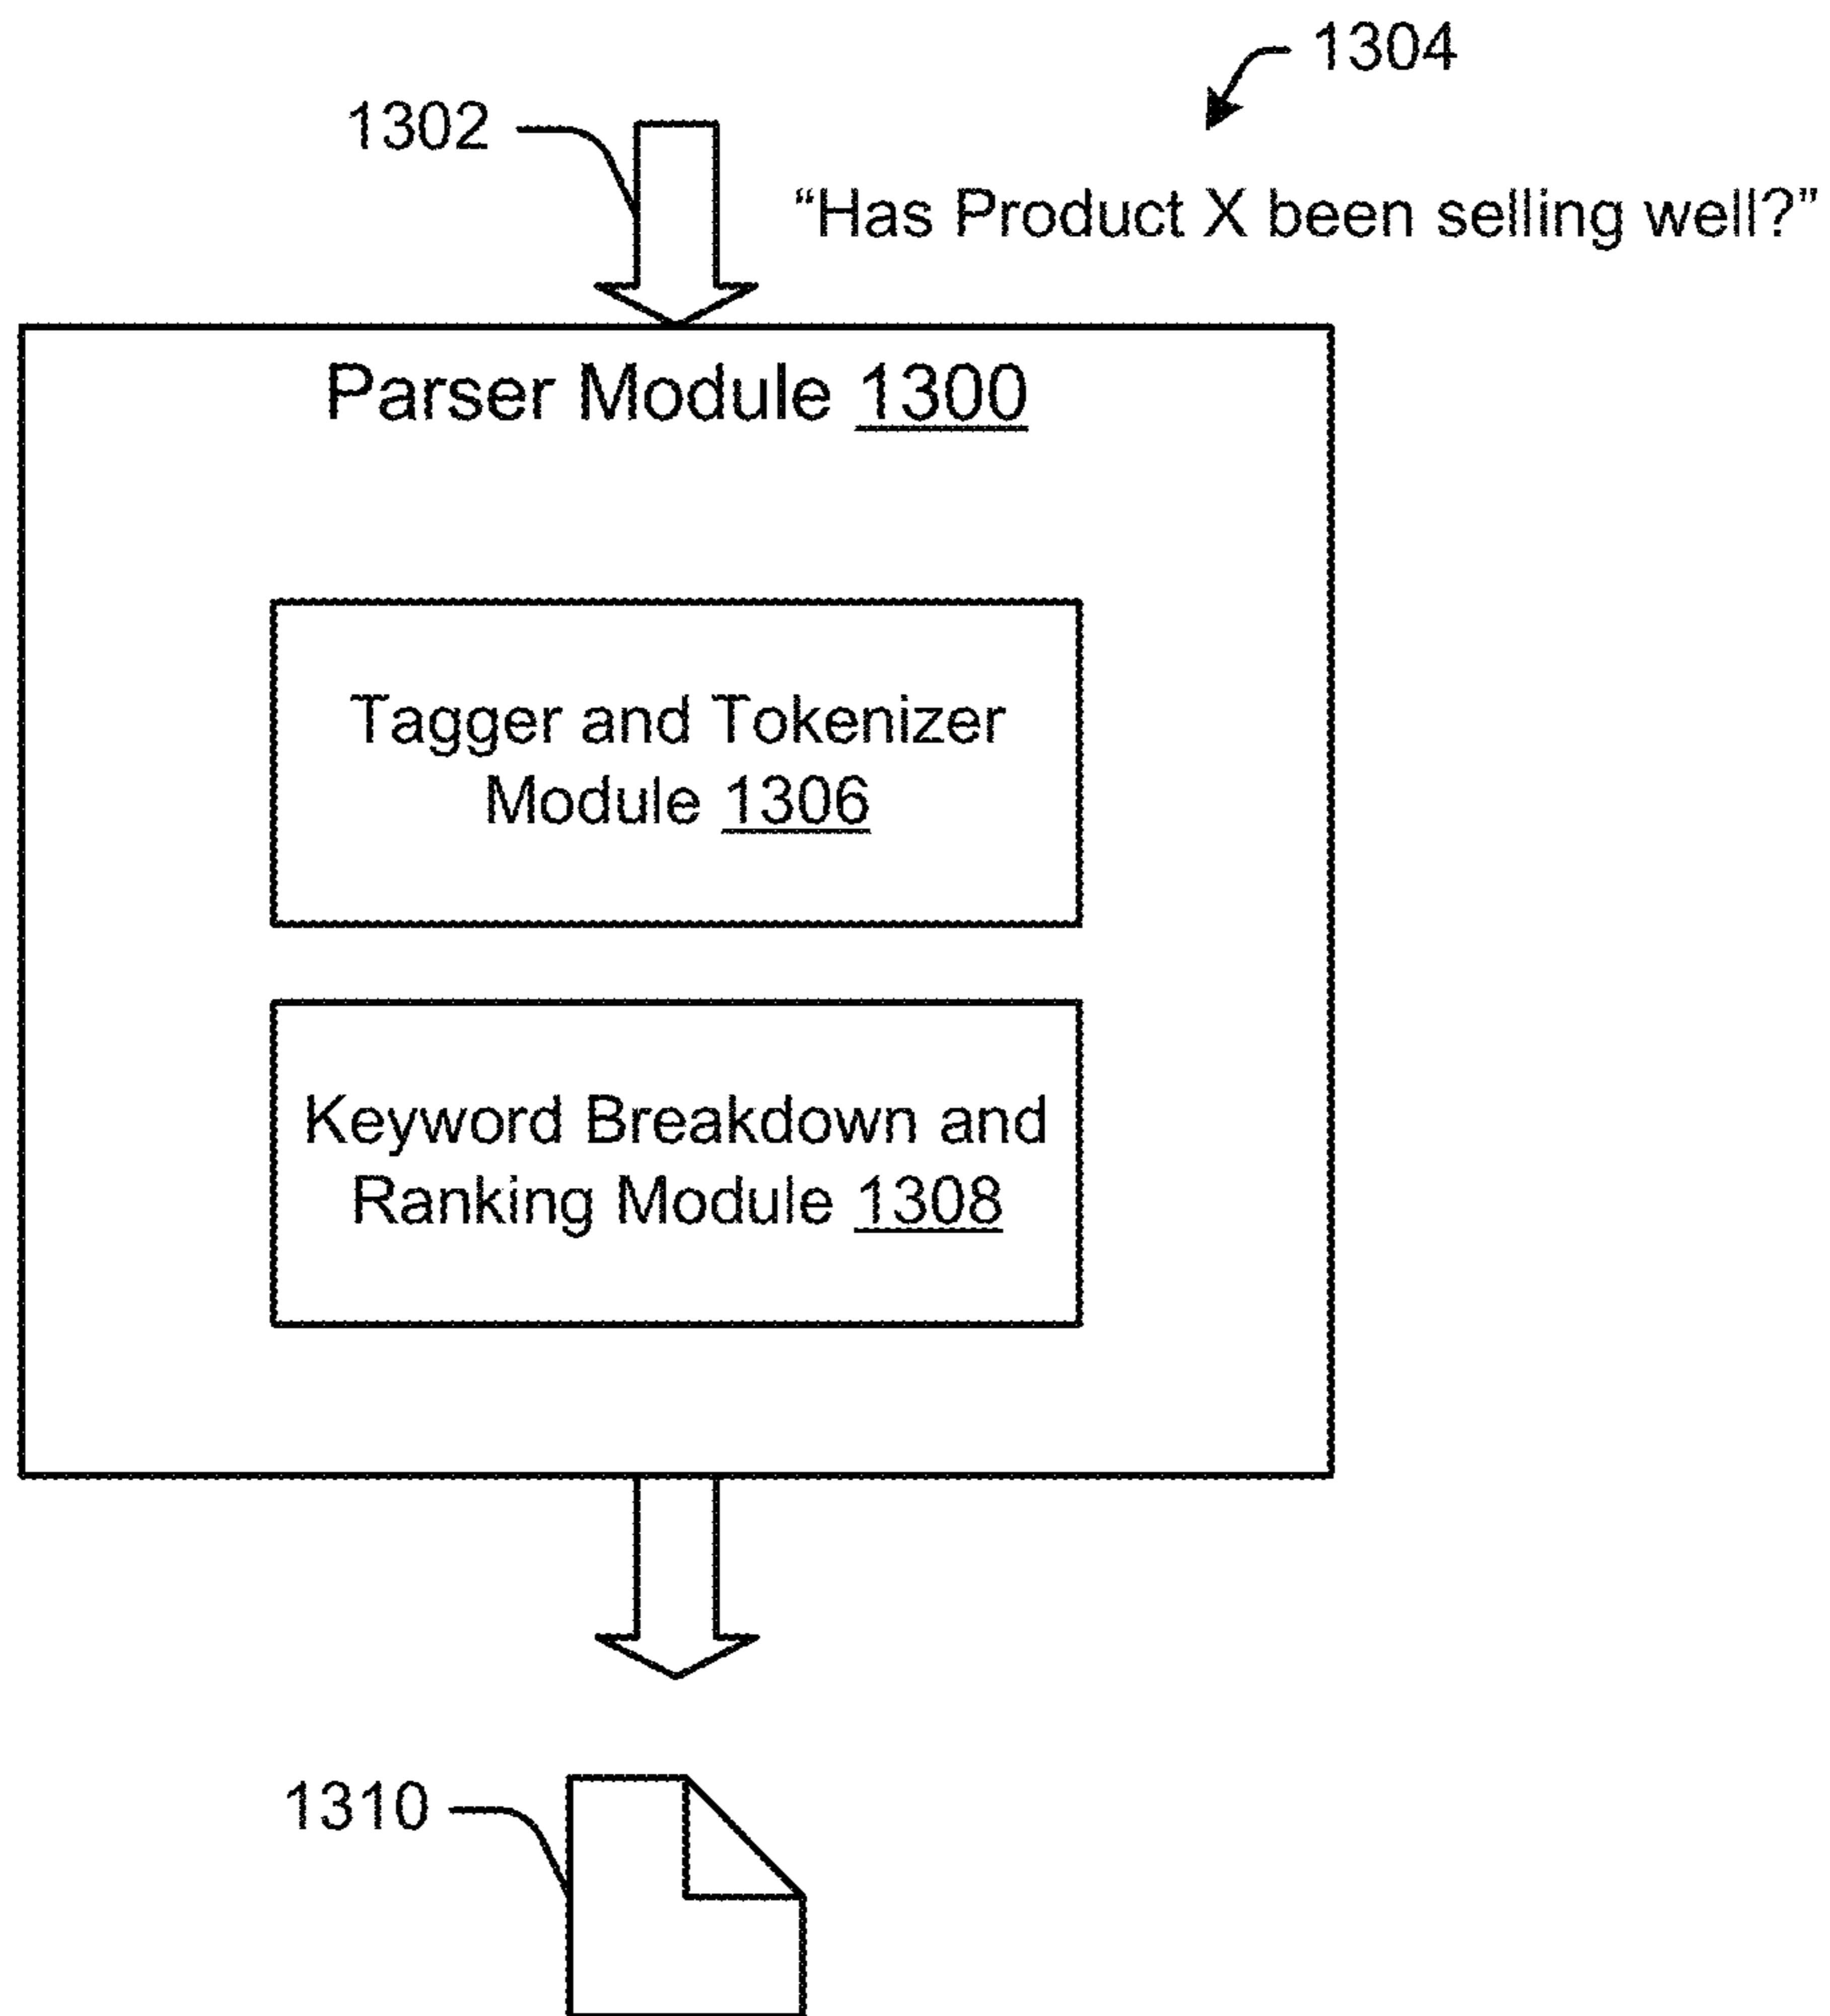 1304
1302
“Has Product X been selling well?”
Parser Module 1300
Tagger and Tokenizer
Module 1306
Keyword Breakdown and
Ranking Module 1308
1310